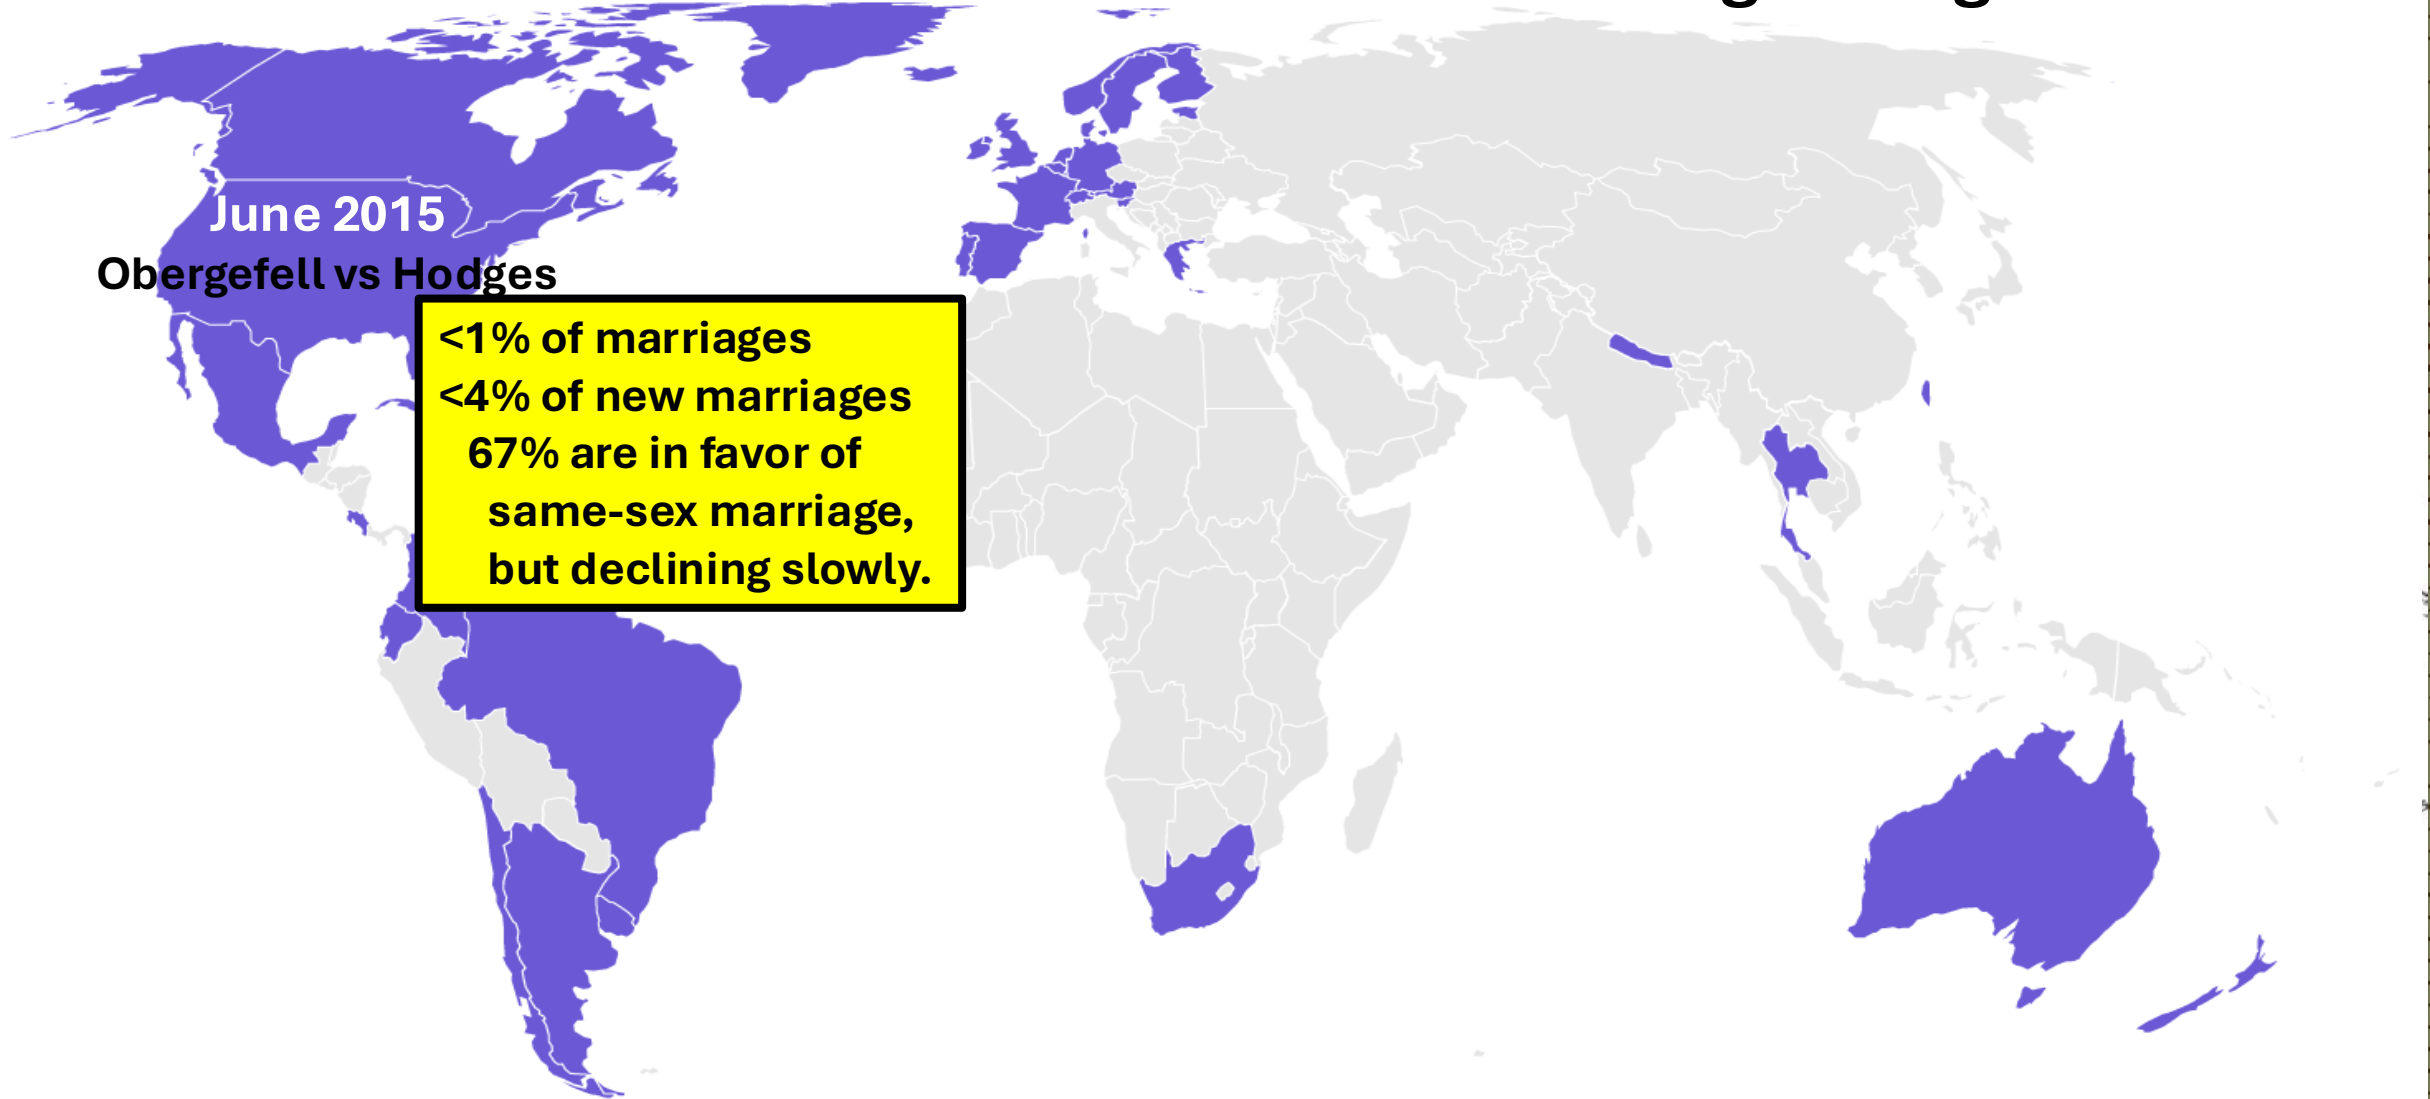 June 2015
Obergefell vs Hodges
<1% of marriages
<4% of new marriages
67% are in favor of
same-sex marriage,
but declining slowly.